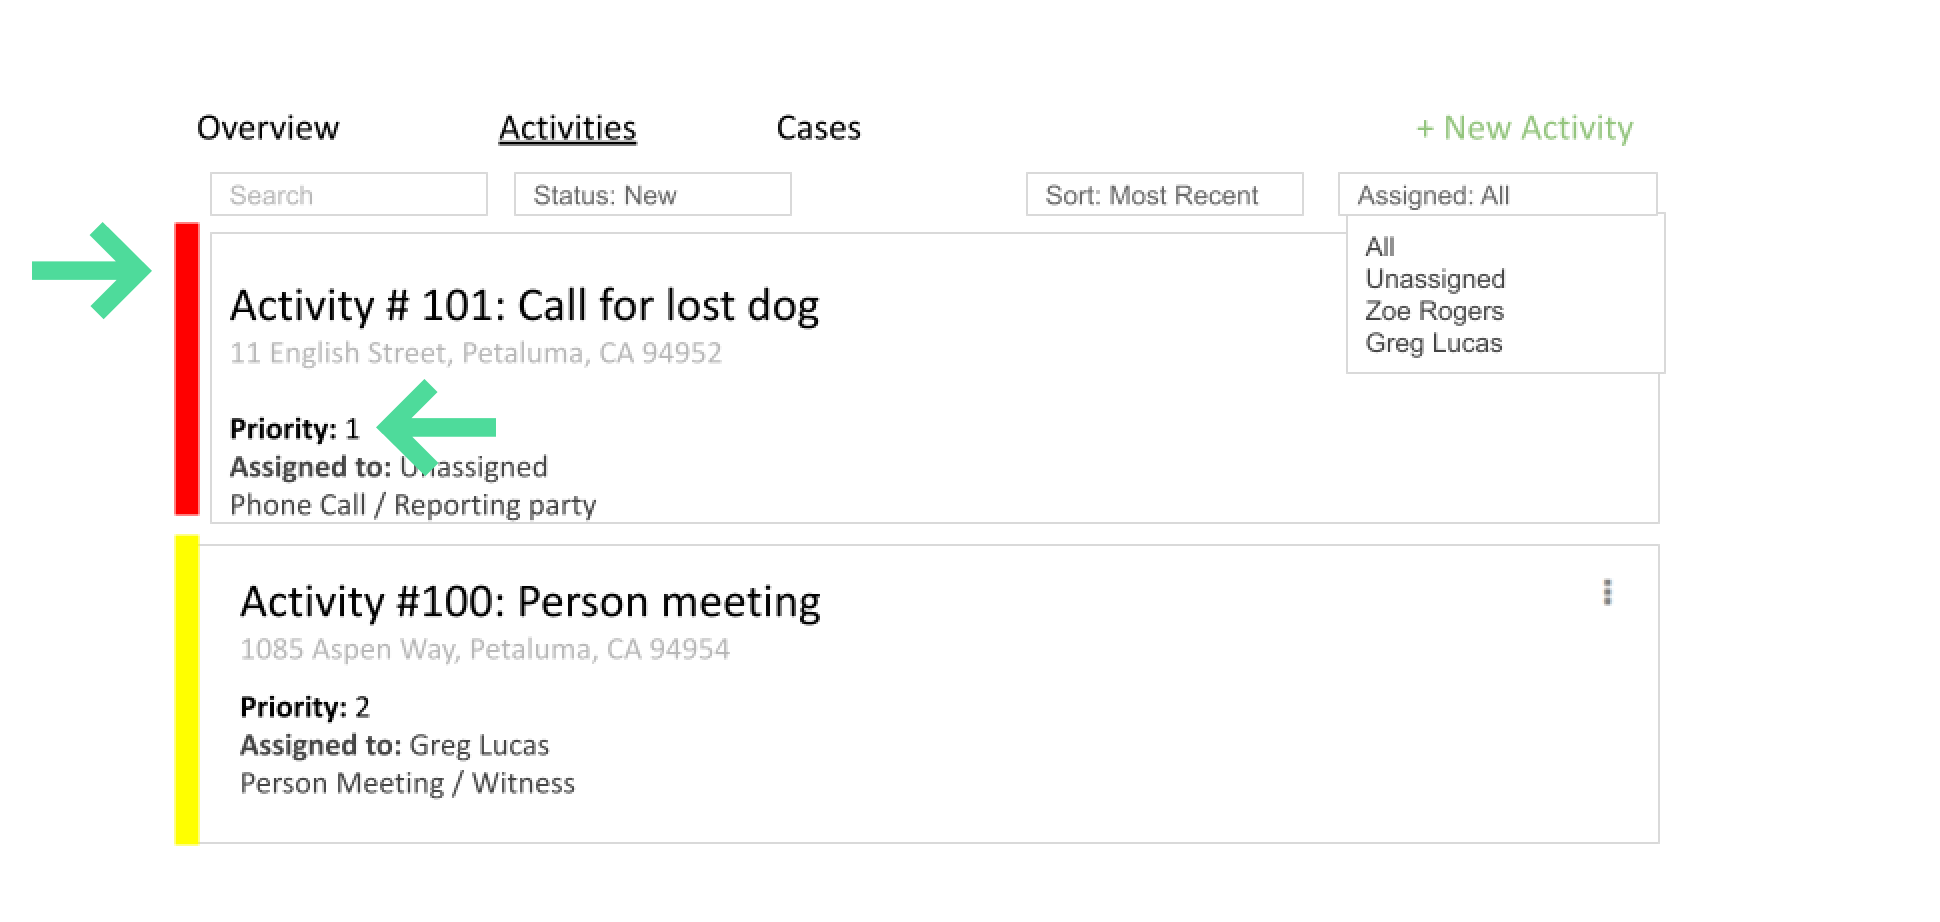 Overview Activities Cases + New Activity
Search Status: New Sort: Most Recent Assigned: All
All
Unassigned
Zoe Rogers
Greg Lucas
Activity # 101: Call for lost dog
11 English Street, Petaluma, CA 94952
Priority: 1
Assigned to: Unassigned
Phone Call / Reporting party
Activity #100: Person meeting
1085 Aspen Way, Petaluma, CA 94954
Priority: 2
Assigned to: Greg Lucas
Person Meeting / Witness